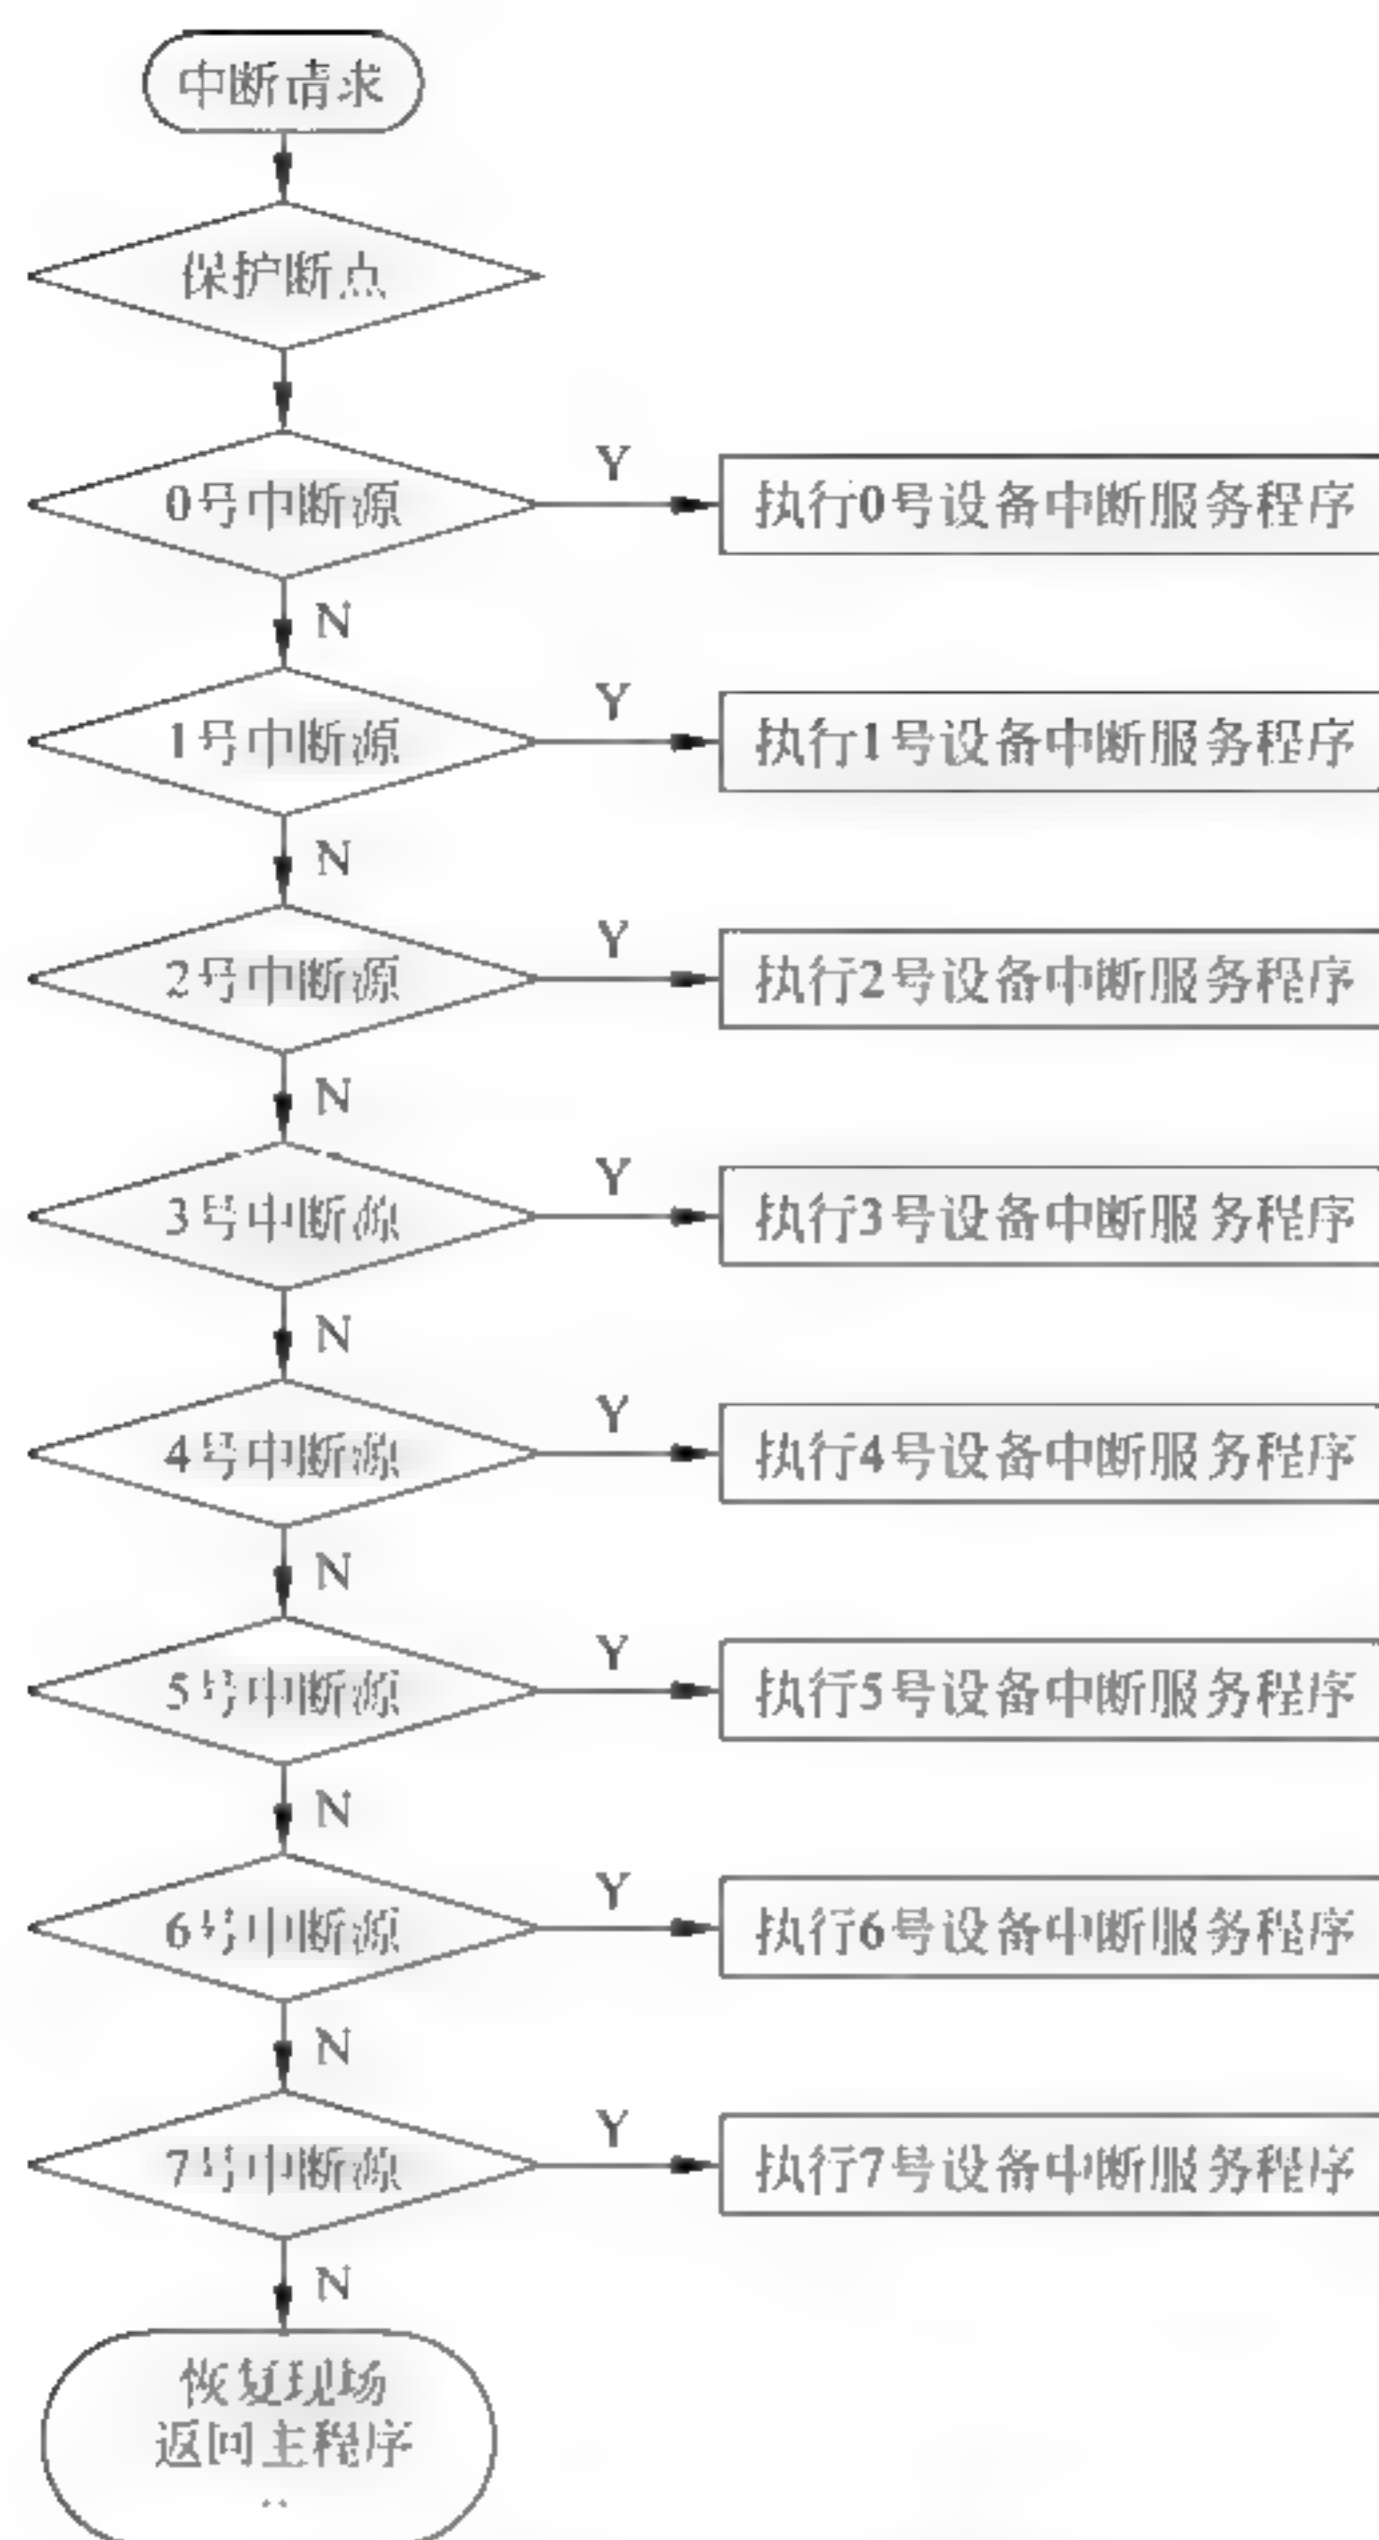 中断请求
保护断点
0号中断源
Y
执行0号设备中断服务程序
N
1号中断源
Y
执行1号设备中断服务程序
N
2号中断源
Y
执行2号设备中断服务程序
N
3号中断源
Y
执行3号设备中断服务程序
N
4号中断源
Y
执行4号设备中断服务程序
N
5号中断源
Y
执行5号设备中断服务程序
N
6号中断源
Y
执行6号设备中断服务程序
N
7号中断源
Y
执行7号设备中断服务程序
N
恢复现场
返回主程序